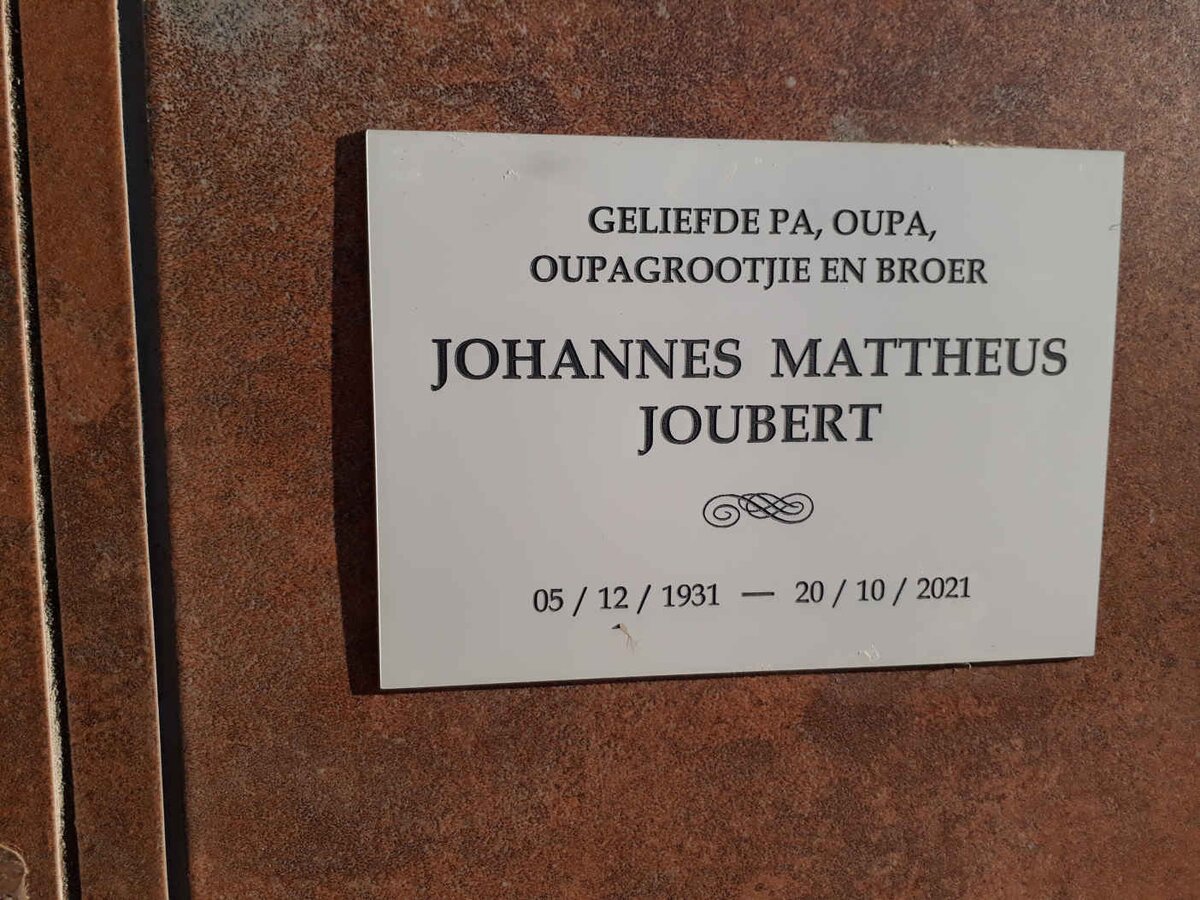 GELIEFDE PA, OUPA,
OUPAGROOTJIE EN BROER
JOHANNES MATTHEUS
JOUBERT
05 / 12 / 1931 — 20 / 10 / 2021